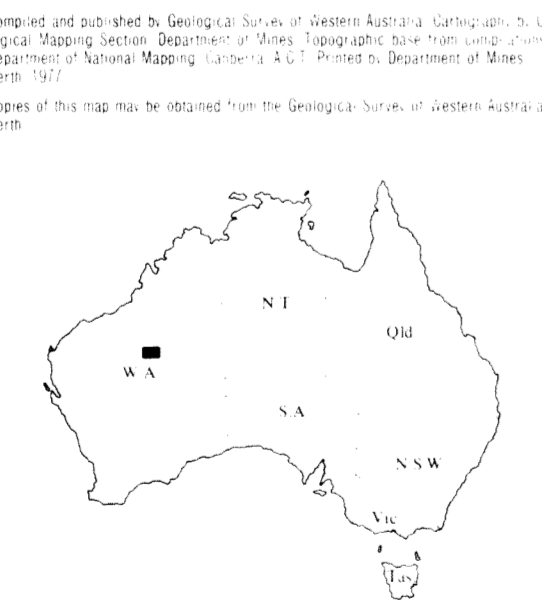 ompiled and published by Geological Survey of Western Australia. Cartography by G
ogical Mapping Section, Department of Mines. Topographic base from compilations
epartment of National Mapping, Canberra, A.C.T. Printed by Department of Mines
erth 1977
opies of this map may be obtained from the Geological Survey of Western Australia
erth
N T
Qld
W A
S.A
N S W
Vic
Tas